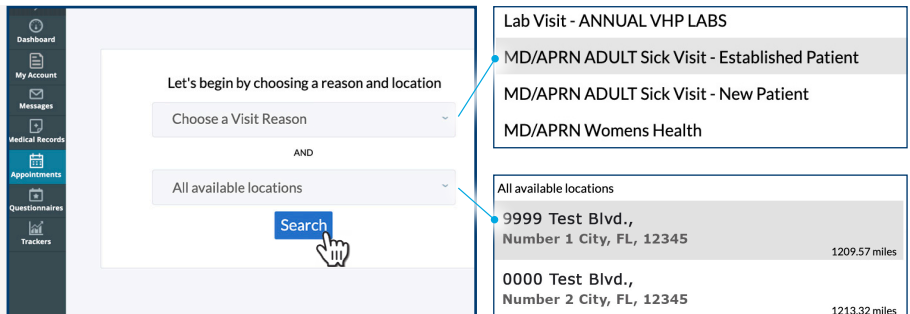 Dashboard
My Account
Messages
Medical Records
Appointments
Questionnaires
Trackers
Let's begin by choosing a reason and location
Choose a Visit Reason
AND
All available locations
Search
Lab Visit - ANNUAL VHP LABS
MD/APRN ADULT Sick Visit - Established Patient
MD/APRN ADULT Sick Visit - New Patient
MD/APRN Womens Health
All available locations
9999 Test Blvd.,
Number 1 City, FL, 12345
1209.57 miles
0000 Test Blvd.,
Number 2 City, FL, 12345
1213.32 miles